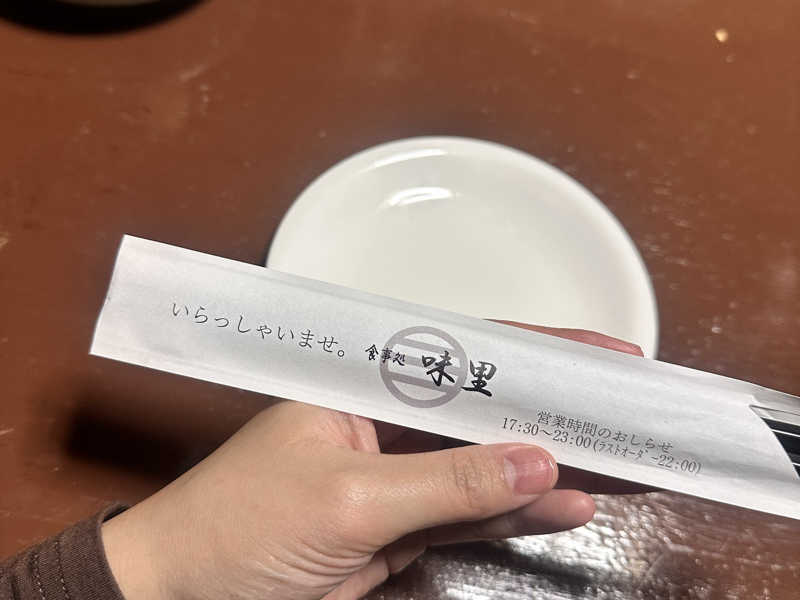 いらっしゃいませ。
食事処 味里
営業時間のおしらせ
17:30～23:00(ﾗｽﾄｵｰﾀﾞｰ22:00)